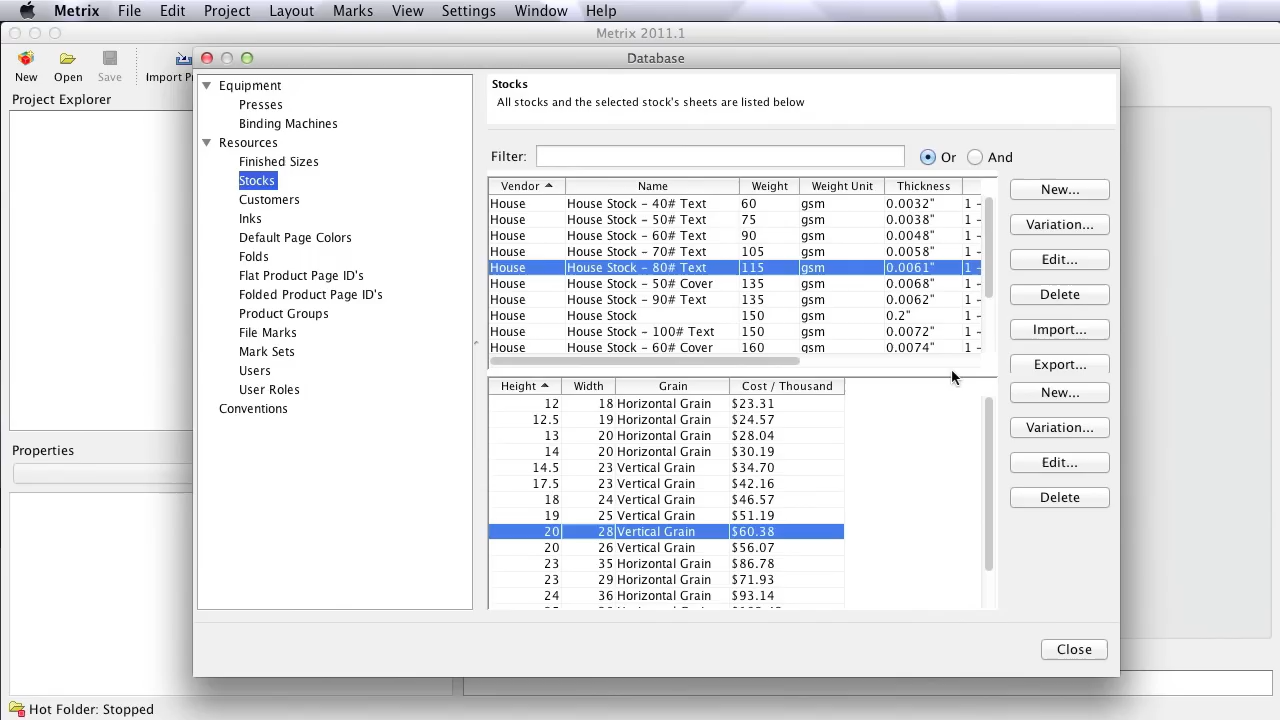 Metrix File Edit Project Layout Marks View Settings Window Help
Metrix 2011.1
New Open Save Import P
Project Explorer
Properties
Hot Folder: Stopped
Database
Equipment
Presses
Binding Machines
Resources
Finished Sizes
Stocks
Customers
Inks
Default Page Colors
Folds
Flat Product Page ID's
Folded Product Page ID's
Product Groups
File Marks
Mark Sets
Users
User Roles
Conventions
Stocks
All stocks and the selected stock's sheets are listed below
Filter: Or And
Vendor Name Weight Weight Unit Thickness
House House Stock - 40# Text 60 gsm 0.0032" 1 -
House House Stock - 50# Text 75 gsm 0.0038" 1 -
House House Stock - 60# Text 90 gsm 0.0048" 1 -
House House Stock - 70# Text 105 gsm 0.0058" 1 -
House House Stock - 80# Text 115 gsm 0.0061" 1 -
House House Stock - 50# Cover 135 gsm 0.0068" 1 -
House House Stock - 90# Text 135 gsm 0.0062" 1 -
House House Stock 150 gsm 0.2" 1 -
House House Stock - 100# Text 150 gsm 0.0072" 1 -
House House Stock - 60# Cover 160 gsm 0.0074" 1 -
New...
Variation...
Edit...
Delete
Import...
Export...
Height Width Grain Cost / Thousand
12 18 Horizontal Grain $23.31
12.5 19 Horizontal Grain $24.57
13 20 Horizontal Grain $28.04
14 20 Horizontal Grain $30.19
14.5 23 Vertical Grain $34.70
17.5 23 Vertical Grain $42.16
18 24 Vertical Grain $46.57
19 25 Vertical Grain $51.19
20 28 Vertical Grain $60.38
20 26 Vertical Grain $56.07
23 35 Horizontal Grain $86.78
23 29 Horizontal Grain $71.93
24 36 Horizontal Grain $93.14
New...
Variation...
Edit...
Delete
Close